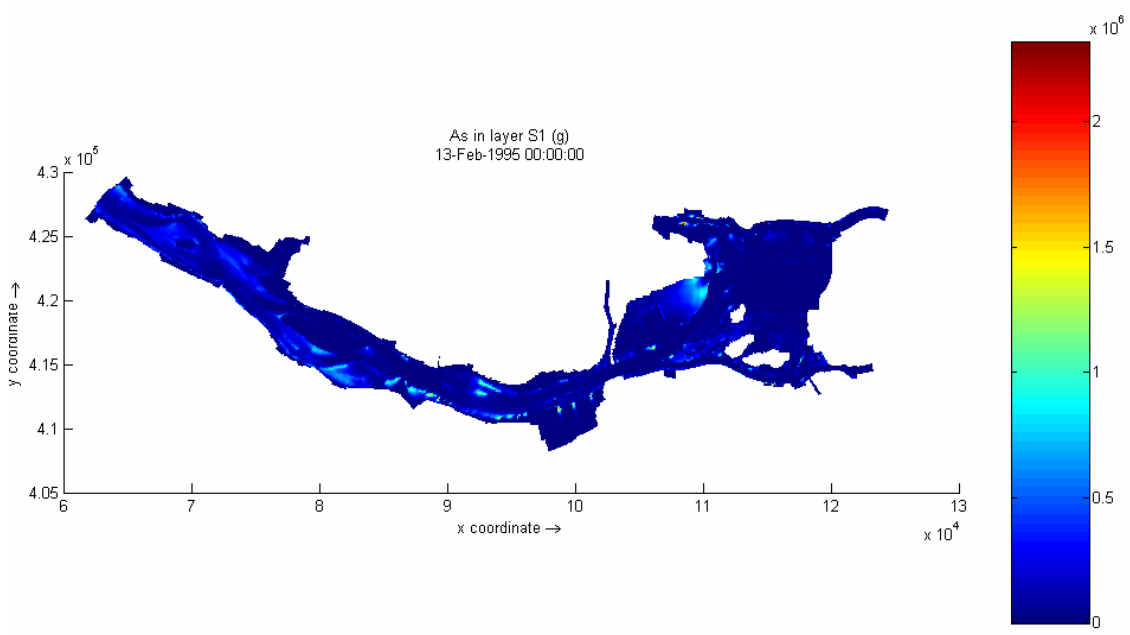 x 10^6
As in layer S1 (g)
13-Feb-1995 00:00:00
x 10^5
4.3
4.25
4.2
4.15
4.1
4.05
y coordinate →
6 7 8 9 10 11 12 13
x coordinate →
x 10^4
2
1.5
1
0.5
0